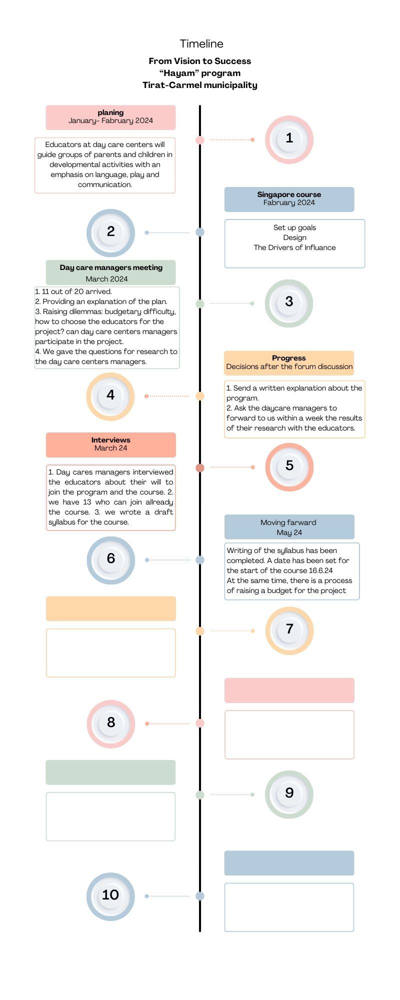 Timeline
From Vision to Success
“Hayam” program
Tirat-Carmel municipality
planing
January- Fabruary 2024
1
Educators at day care centers will
guide groups of parents and children in
developmental activities with an
emphasis on language, play and
communication.
Singapore course
Fabruary 2024
2
Set up goals
Design
The Drivers of Influance
Day care managers meeting
March 2024
3
1. 11 out of 20 arrived.
2. Providing an explanation of the plan.
3. Raising dilemmas: budgetary difficulty,
how to choose the educators for the
project? can day care centers managers
participate in the project.
4. We gave the questions for research to
the day care centers managers.
Progress
Decisions after the forum discussion
4
1. Send a written explanation about the
program.
2. Ask the daycare managers to
forward to us within a week the results
of their research with the educators.
Interviews
March 24
5
1. Day cares managers interviewed
the educators about their will to
join the program and the course. 2.
we have 13 who can join allready
the course. 3. we wrote a draft
syllabus for the course.
Moving farward
May 24
6
Writing of the syllabus has been
completed. A date has been set for
the start of the course 16.6.24
At the same time, there is a process
of raising a budget for the project
7
8
9
10